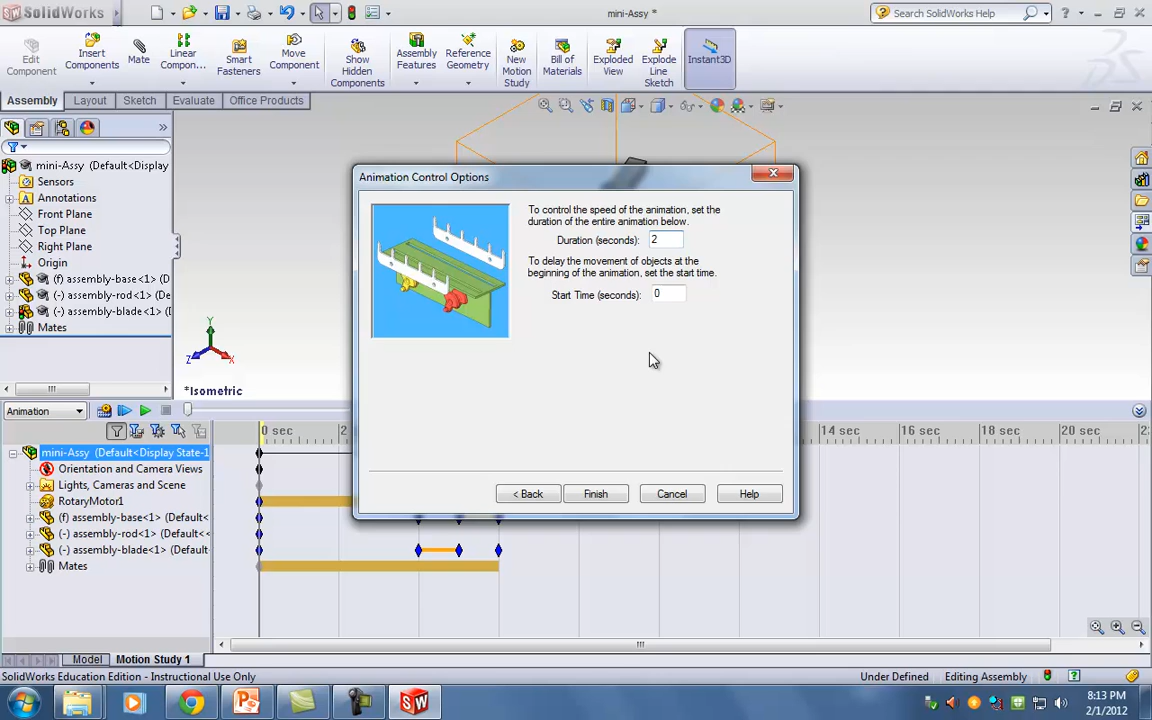 SolidWorks
mini-Assy *
Search SolidWorks Help
Edit Component
Insert Components
Mate
Linear Compon...
Smart Fasteners
Move Component
Show Hidden Components
Assembly Features
Reference Geometry
New Motion Study
Bill of Materials
Exploded View
Explode Line Sketch
Instant3D
Assembly Layout Sketch Evaluate Office Products
mini-Assy (Default<Display
Sensors
Annotations
Front Plane
Top Plane
Right Plane
Origin
(f) assembly-base<1> (D
(-) assembly-rod<1> (De
(-) assembly-blade<1> (
Mates
Y
Z
X
*Isometric
Animation Control Options
To control the speed of the animation, set the
duration of the entire animation below.
Duration (seconds): 2
To delay the movement of objects at the
beginning of the animation, set the start time.
Start Time (seconds): 0
< Back Finish Cancel Help
Animation
0 sec 2 14 sec 16 sec 18 sec 20 sec 22
mini-Assy (Default<Display State-1
Orientation and Camera Views
Lights, Cameras and Scene
RotaryMotor1
(f) assembly-base<1> (Default<
(-) assembly-rod<1> (Default<<
(-) assembly-blade<1> (Default
Mates
Model Motion Study 1
SolidWorks Education Edition - Instructional Use Only
Under Defined Editing Assembly
8:13 PM
2/1/2012